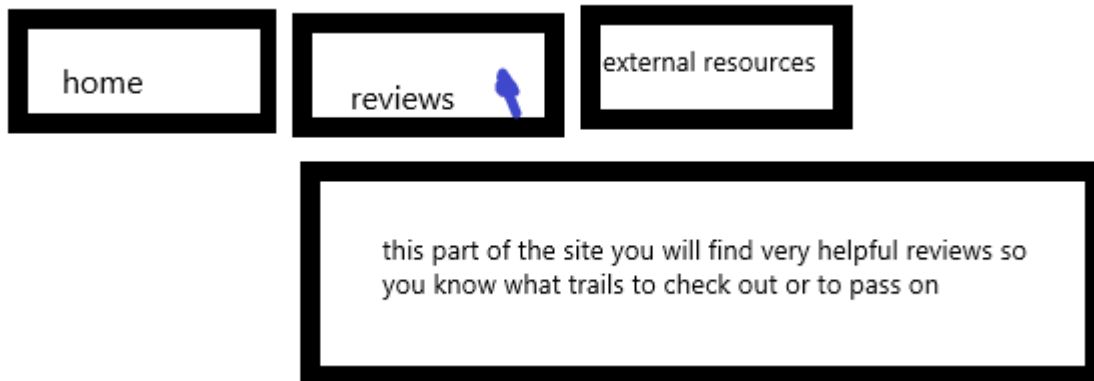 home
reviews
external resources
this part of the site you will find very helpful reviews so
you know what trails to check out or to pass on